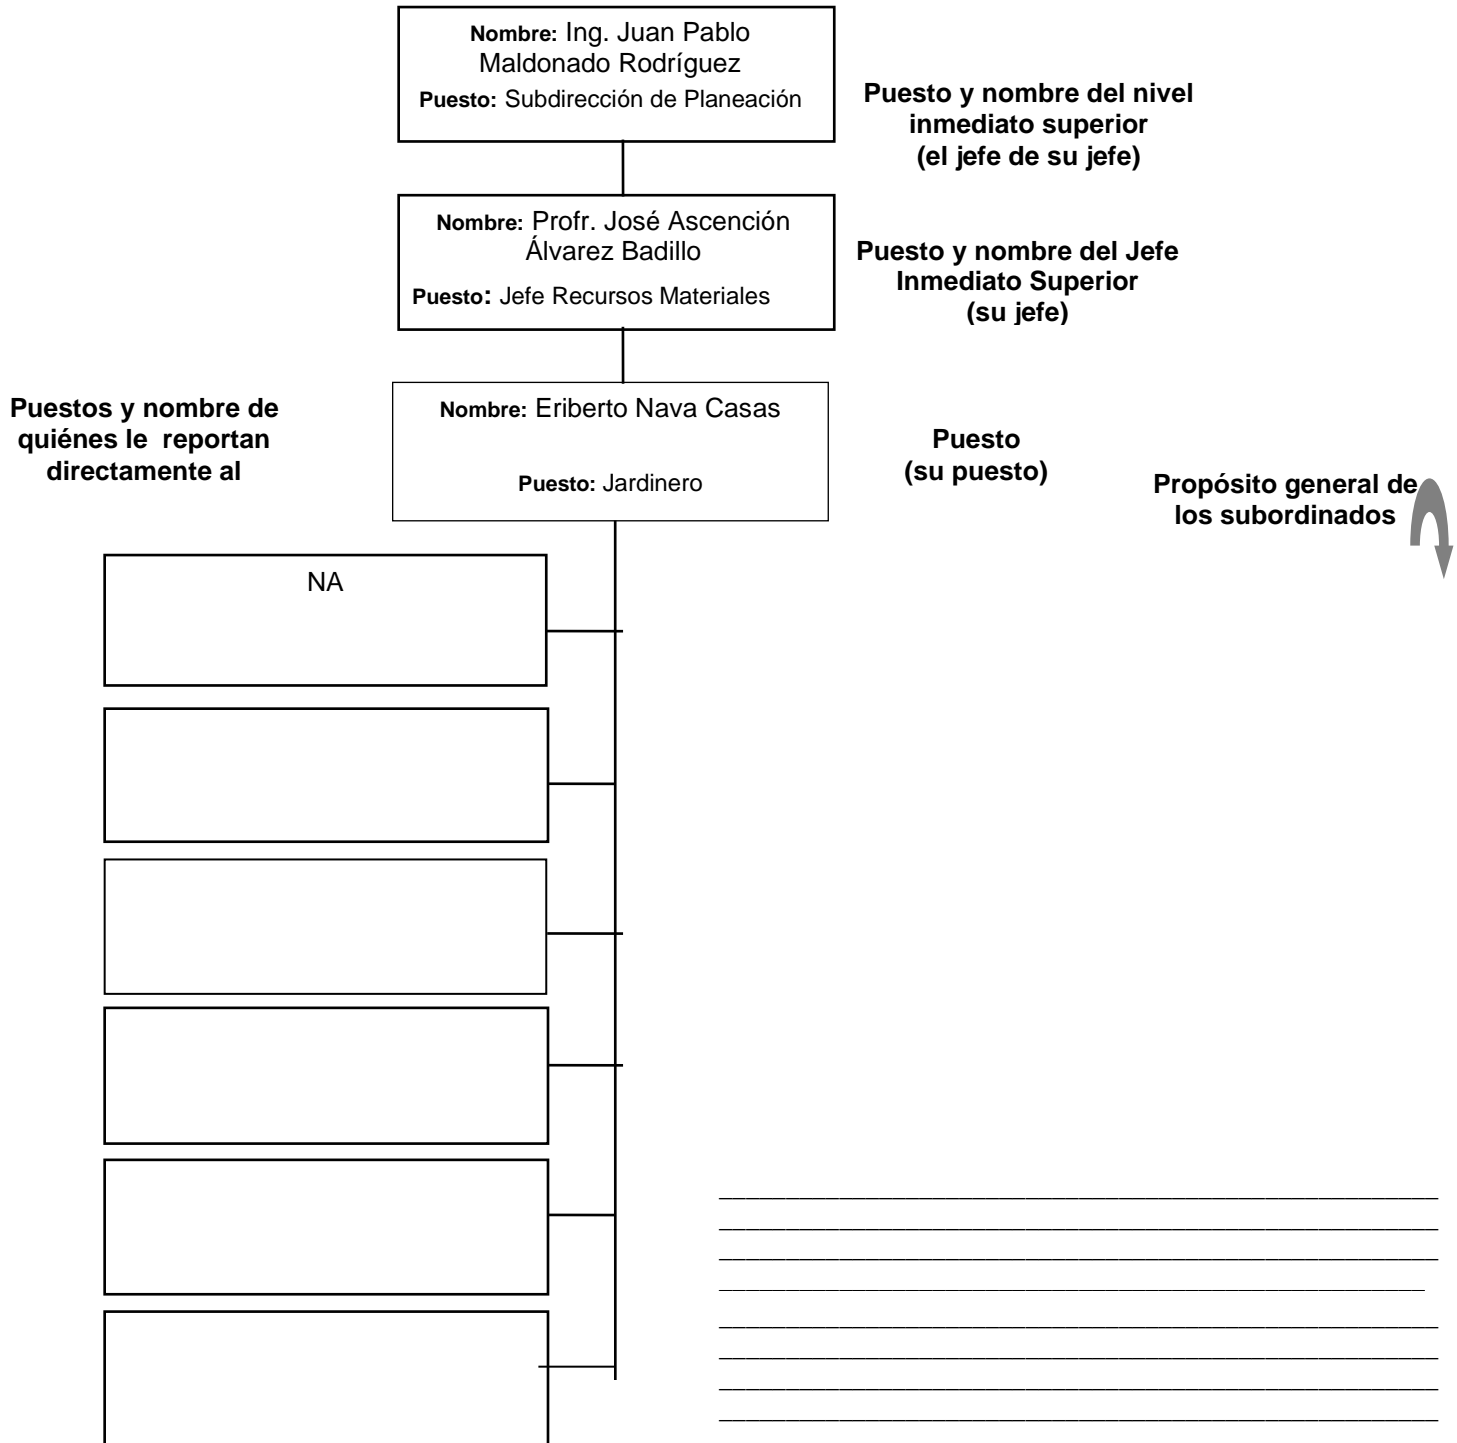 Nombre: Ing. Juan Pablo
Maldonado Rodríguez
Puesto: Subdirección de Planeación
Puesto y nombre del nivel
inmediato superior
(el jefe de su jefe)
Nombre: Profr. José Ascención
Álvarez Badillo
Puesto: Jefe Recursos Materiales
Puesto y nombre del Jefe
Inmediato Superior
(su jefe)
Puestos y nombre de
quiénes le reportan
directamente al
Nombre: Eriberto Nava Casas
Puesto: Jardinero
Puesto
(su puesto)
Propósito general de
los subordinados
NA